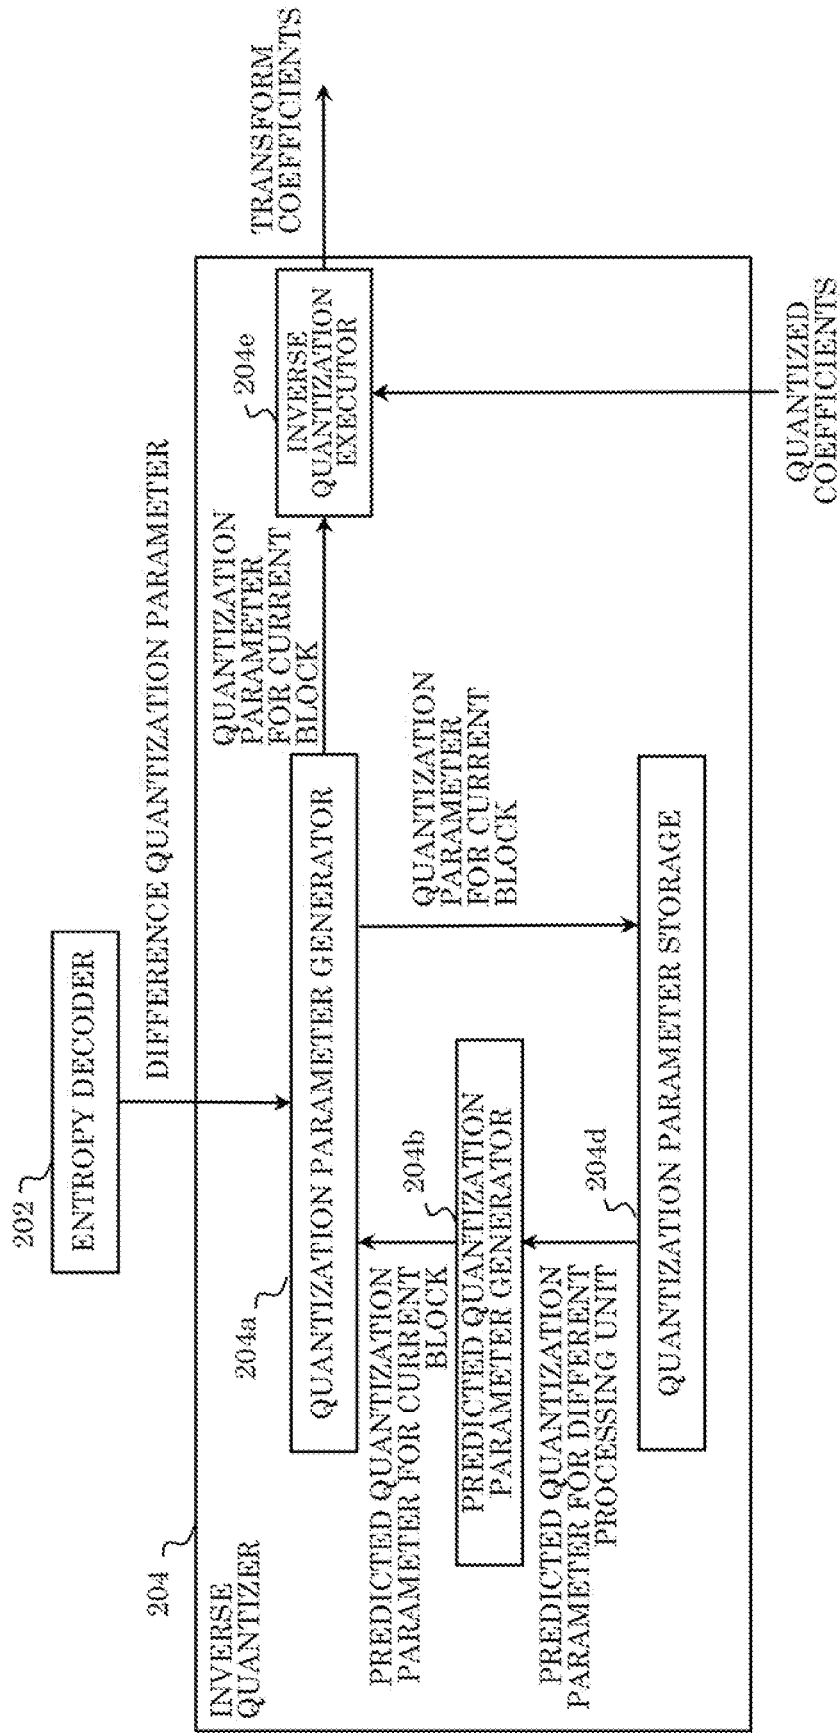 202
ENTROPY DECODER
DIFFERENCE QUANTIZATION PARAMETER
204
INVERSE
QUANTIZER
204a
QUANTIZATION PARAMETER GENERATOR
QUANTIZATION
PARAMETER
FOR CURRENT
BLOCK
204e
INVERSE
QUANTIZATION
EXECUTOR
TRANSFORM
COEFFICIENTS
PREDICTED QUANTIZATION
PARAMETER FOR CURRENT
BLOCK
204b
PREDICTED QUANTIZATION
PARAMETER GENERATOR
QUANTIZATION
PARAMETER
FOR CURRENT
BLOCK
PREDICTED QUANTIZATION
PARAMETER FOR DIFFERENT
PROCESSING UNIT
204d
QUANTIZATION PARAMETER STORAGE
QUANTIZED
COEFFICIENTS